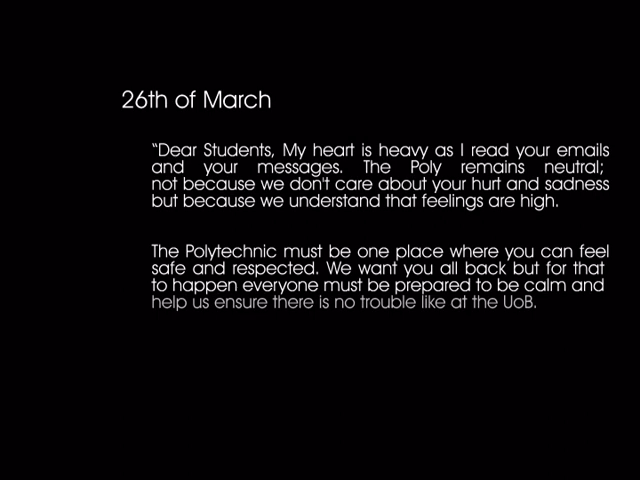 26th of March
“Dear Students, My heart is heavy as I read your emails
and your messages. The Poly remains neutral;
not because we don't care about your hurt and sadness
but because we understand that feelings are high.
The Polytechnic must be one place where you can feel
safe and respected. We want you all back but for that
to happen everyone must be prepared to be calm and
help us ensure there is no trouble like at the UoB.